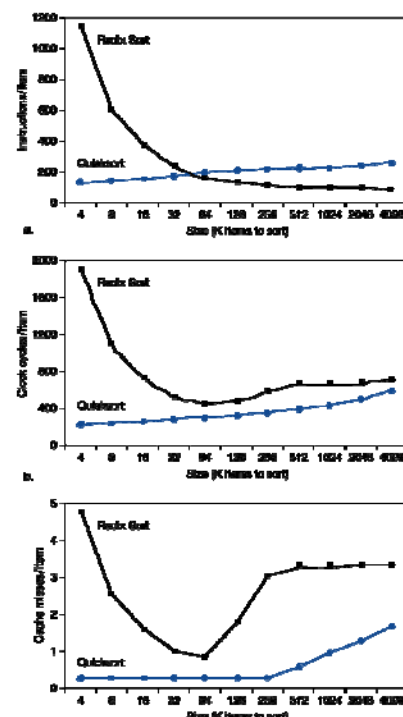 1200
1000
800
600
400
200
0
Instructions/item
Radix Sort
Quicksort
4 8 16 32 64 128 256 512 1024 2048 4096
a.
Size (K items to sort)
2000
1600
1200
800
400
0
Clock cycles/item
Radix Sort
Quicksort
4 8 16 32 64 128 256 512 1024 2048 4096
b.
Size (K items to sort)
5
4
3
2
1
0
Cache misses/item
Radix Sort
Quicksort
4 8 16 32 64 128 256 512 1024 2048 4096
Size (K items to sort)